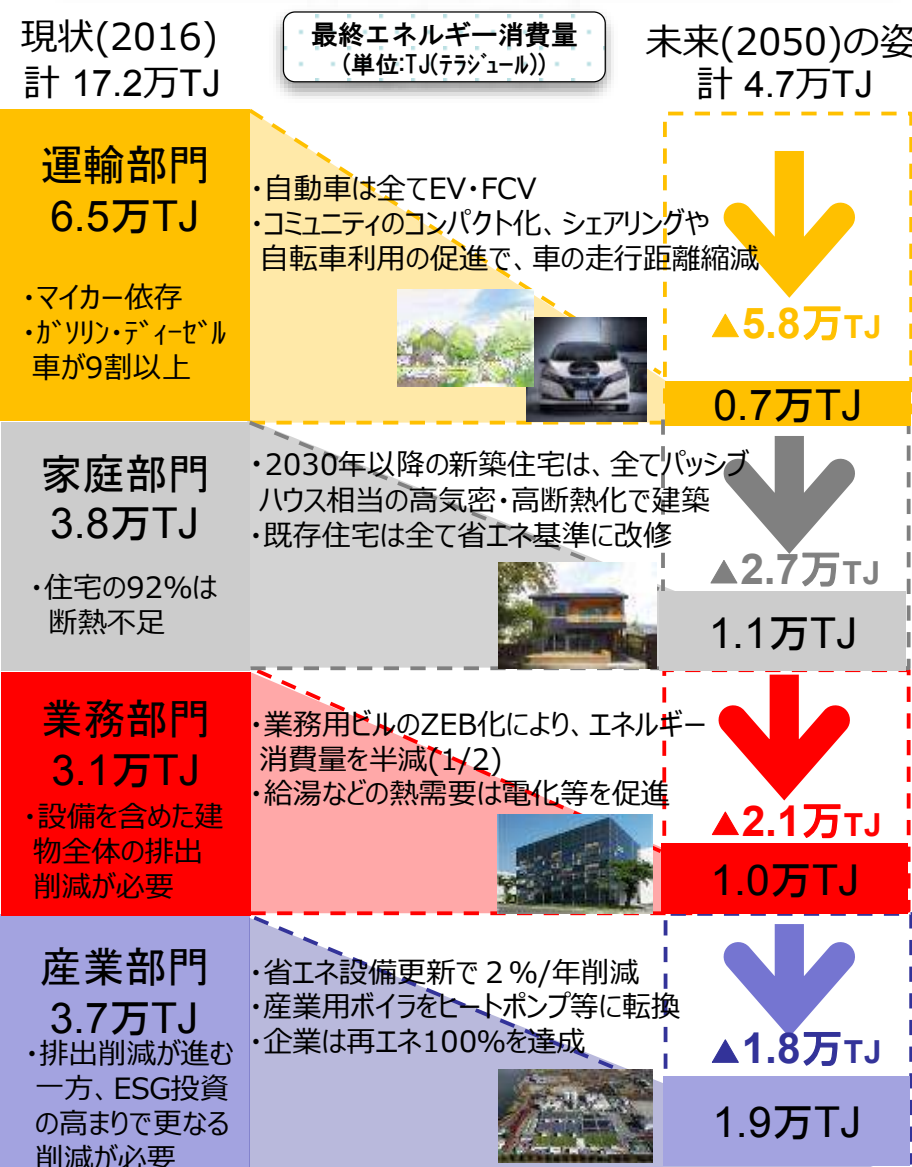 現状(2016)
計 17.2万TJ
最終エネルギー消費量
(単位:TJ(テラジュール))
未来(2050)の姿
計 4.7万TJ
運輸部門
6.5万TJ
・マイカー依存
・ガソリン・ディーゼル
車が9割以上
・自動車は全てEV・FCV
・コミュニティのコンパクト化、シェアリングや
自転車利用の促進で、車の走行距離縮減
▲5.8万TJ
0.7万TJ
家庭部門
3.8万TJ
・住宅の92%は
断熱不足
・2030年以降の新築住宅は、全てパッシブ
ハウス相当の高気密・高断熱化で建築
・既存住宅は全て省エネ基準に改修
▲2.7万TJ
1.1万TJ
業務部門
3.1万TJ
・設備を含めた建
物全体の排出
削減が必要
・業務用ビルのZEB化により、エネルギー
消費量を半減(1/2)
・給湯などの熱需要は電化等を促進
▲2.1万TJ
1.0万TJ
産業部門
3.7万TJ
・排出削減が進む
一方、ESG投資
の高まりで更なる
削減が必要
・省エネ設備更新で２%/年削減
・産業用ボイラをヒートポンプ等に転換
・企業は再エネ100%を達成
▲1.8万TJ
1.9万TJ